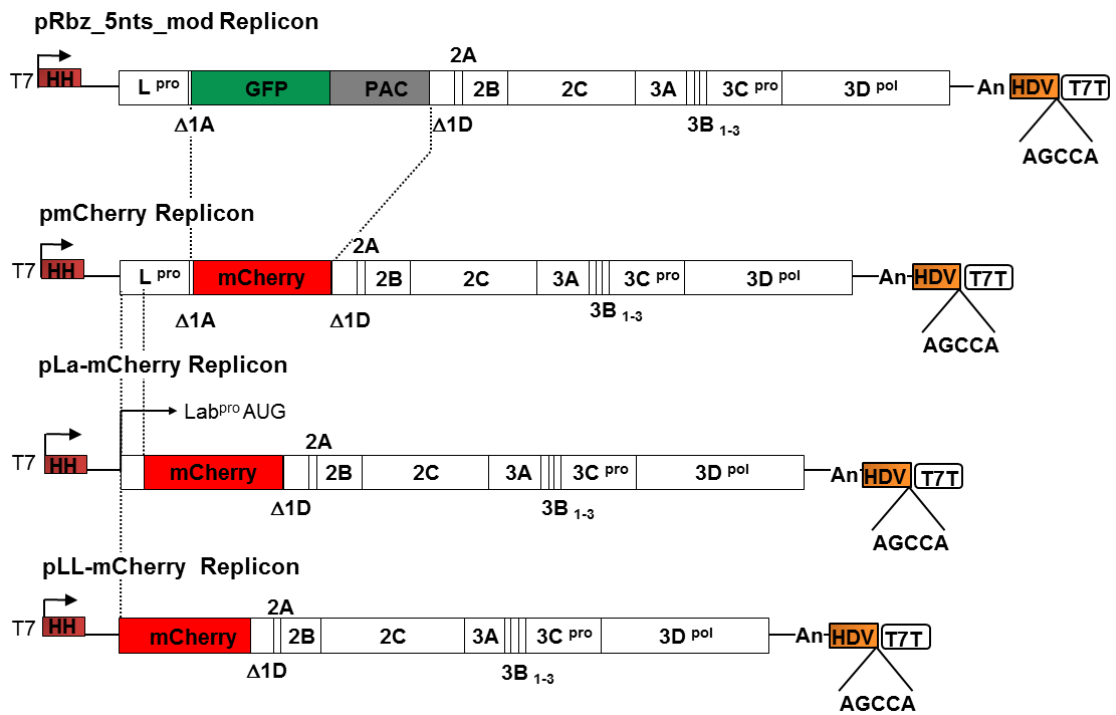 pRbz_5nts_mod Replicon
2A
T7 HH L pro GFP PAC 2B 2C 3A 3C pro 3D pol An HDV T7T
Δ1A Δ1D 3B 1-3
AGCCA
pmCherry Replicon
2A
T7 HH L pro mCherry 2B 2C 3A 3C pro 3D pol An HDV T7T
Δ1A Δ1D 3B 1-3
AGCCA
pLa-mCherry Replicon
Labpro AUG
2A
T7 HH mCherry 2B 2C 3A 3C pro 3D pol An HDV T7T
Δ1D 3B 1-3
AGCCA
pLL-mCherry Replicon
2A
T7 HH mCherry 2B 2C 3A 3C pro 3D pol An HDV T7T
Δ1D 3B 1-3
AGCCA